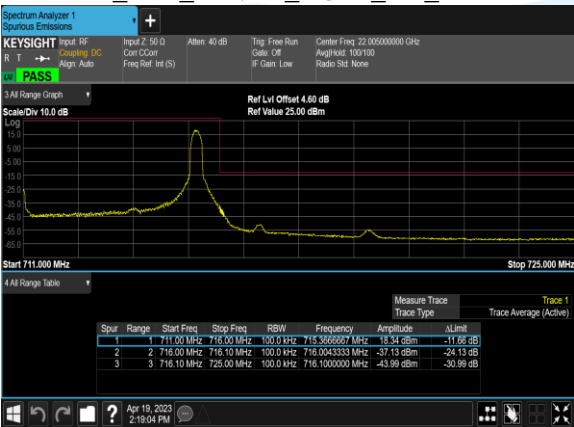 Spectrum Analyzer 1
Spurious Emissions
+
KEYSIGHT Input: RF Input Z: 50 Ω Atten: 40 dB Trig: Free Run Center Freq: 22.005000000 GHz
R T Coupling: DC Corr CCorr Gate: Off Avg|Hold: 100/100
Align: Auto Freq Ref: Int (S) IF Gain: Low Radio Std: None
PASS
3 All Range Graph
Ref Lvl Offset 4.60 dB
Scale/Div 10.0 dB Ref Value 25.00 dBm
Log
15.0
5.00
-5.00
-15.0
-25.0
-35.0
-45.0
-55.0
-65.0
Start 711.000 MHz Stop 725.000 MHz
4 All Range Table
Measure Trace Trace 1
Trace Type Trace Average (Active)
Spur Range Start Freq Stop Freq RBW Frequency Amplitude ΔLimit
1 1 711.00 MHz 716.00 MHz 100.0 kHz 715.3666667 MHz 18.34 dBm -11.66 dB
2 2 716.00 MHz 716.10 MHz 100.0 kHz 716.0043333 MHz -37.13 dBm -24.13 dB
3 3 716.10 MHz 725.00 MHz 100.0 kHz 716.1000000 MHz -43.99 dBm -30.99 dB
? Apr 19, 2023
2:19:04 PM